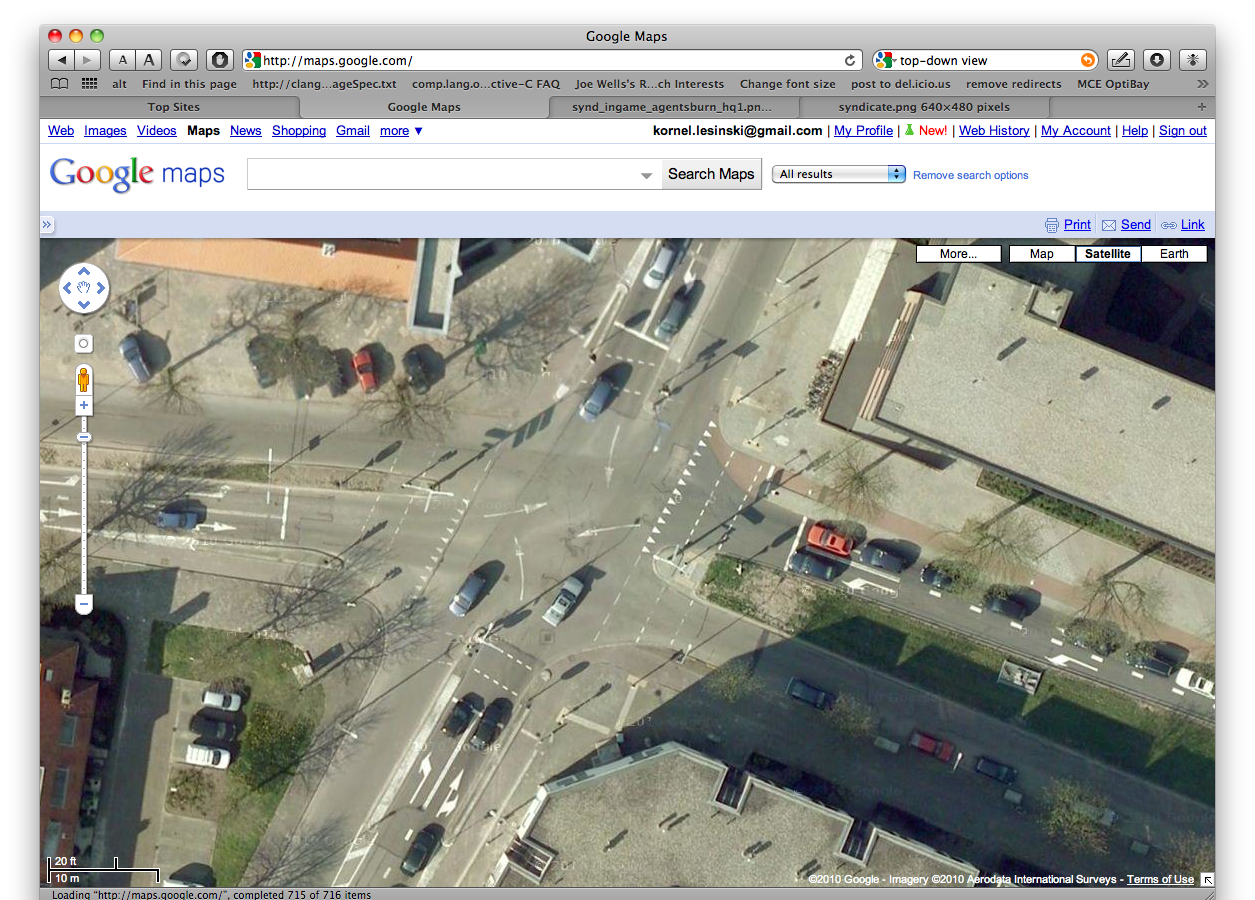 Google Maps
A A http://maps.google.com/ top-down view
alt Find in this page http://clang....ageSpec.txt comp.lang.o...ctive-C FAQ Joe Wells's R...ch Interests Change font size post to del.icio.us remove redirects MCE OptiBay »
Top Sites Google Maps synd_ingame_agentsburn_hq1.pn... syndicate.png 640×480 pixels +
Web Images Videos Maps News Shopping Gmail more ▼ kornel.lesinski@gmail.com | My Profile | New! | Web History | My Account | Help | Sign out
Google maps Search Maps All results Remove search options
» Print Send Link
More... Map Satellite Earth
20 ft
10 m
©2010 Google - Imagery ©2010 Aerodata International Surveys - Terms of Use
Loading "http://maps.google.com/", completed 715 of 716 items